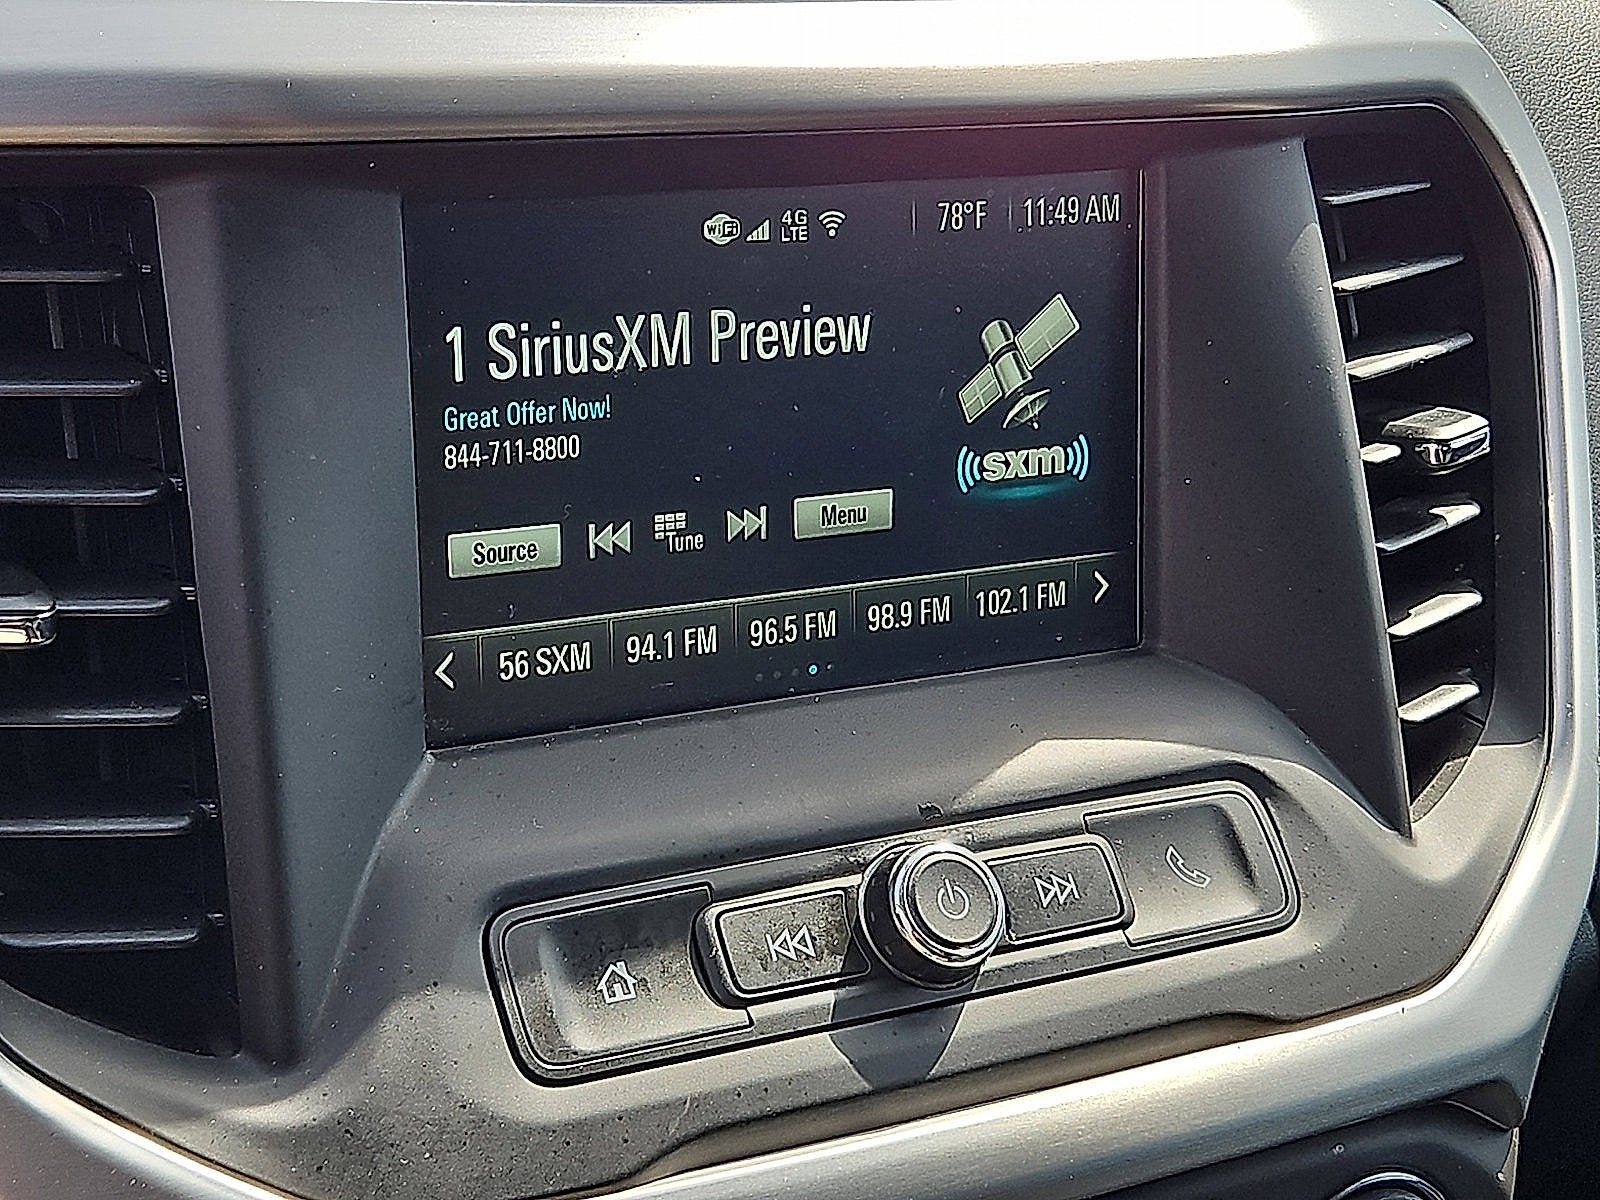 WiFi 4G LTE 78°F 11:49 AM
1 SiriusXM Preview
Great Offer Now!
844-711-8800
sxm
Source Tune Menu
56 SXM 94.1 FM 96.5 FM 98.9 FM 102.1 FM